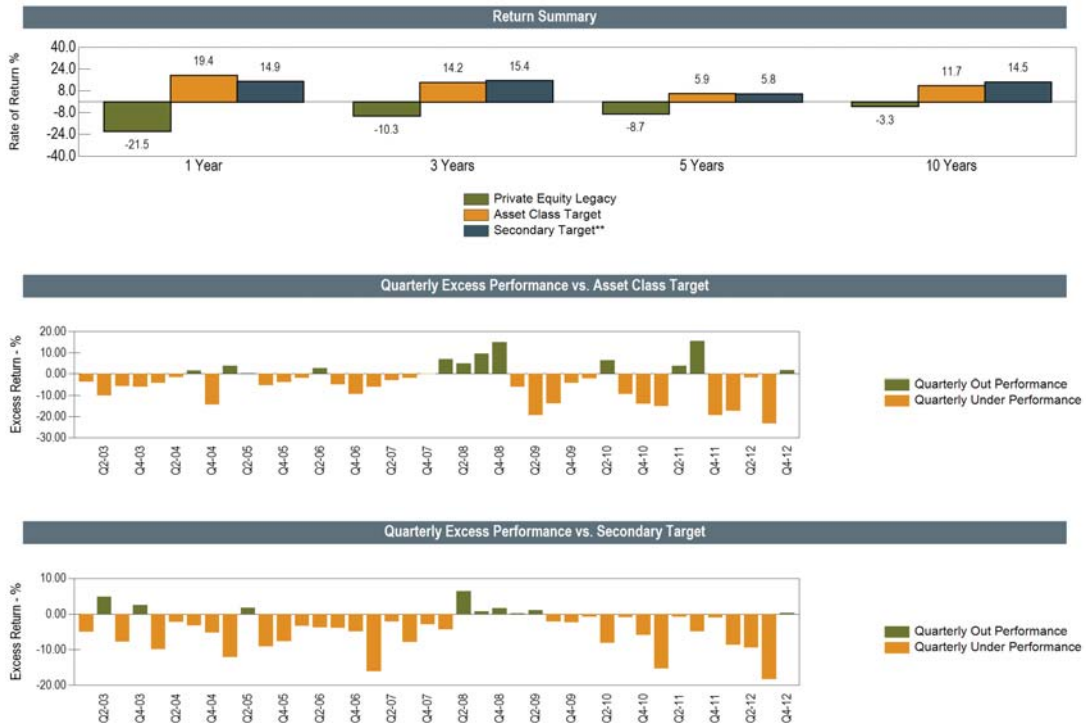 Return Summary
Rate of Return %
40.0
24.0
8.0
-8.0
-24.0
-40.0
19.4
14.9
-21.5
14.2
15.4
-10.3
5.9
5.8
-8.7
11.7
14.5
-3.3
1 Year
3 Years
5 Years
10 Years
Private Equity Legacy
Asset Class Target
Secondary Target**
Quarterly Excess Performance vs. Asset Class Target
Excess Return - %
20.00
10.00
0.00
-10.00
-20.00
-30.00
Q2-03
Q4-03
Q2-04
Q4-04
Q2-05
Q4-05
Q2-06
Q4-06
Q2-07
Q4-07
Q2-08
Q4-08
Q2-09
Q4-09
Q2-10
Q4-10
Q2-11
Q4-11
Q2-12
Q4-12
Quarterly Out Performance
Quarterly Under Performance
Quarterly Excess Performance vs. Secondary Target
Excess Return - %
10.00
0.00
-10.00
-20.00
Q2-03
Q4-03
Q2-04
Q4-04
Q2-05
Q4-05
Q2-06
Q4-06
Q2-07
Q4-07
Q2-08
Q4-08
Q2-09
Q4-09
Q2-10
Q4-10
Q2-11
Q4-11
Q2-12
Q4-12
Quarterly Out Performance
Quarterly Under Performance